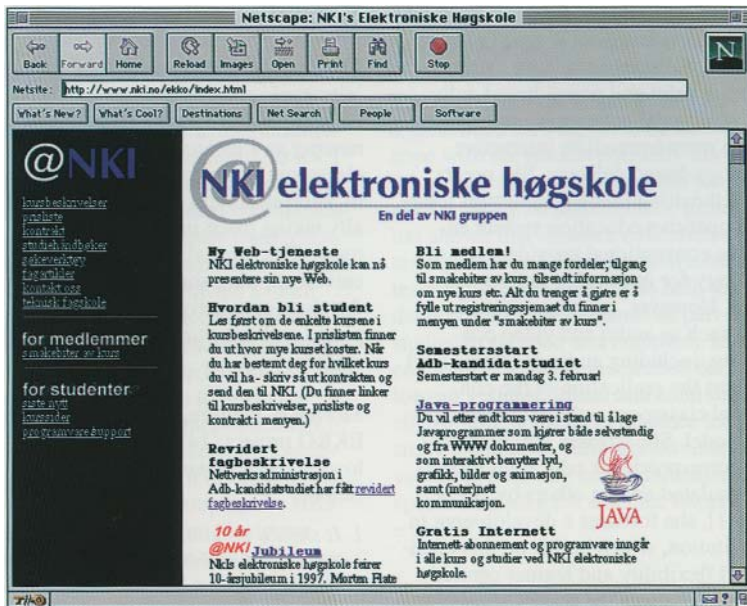 Netscape: NKI's Elektroniske Høgskole
Back Forward Home Reload Images Open Print Find Stop
N
Netsite: http://www.nki.no/ekko/index.html
What's New? What's Cool? Destinations Net Search People Software
@NKI
kursbeskrivelser
prisliste
kontrakt
studiehåndbøker
søkeverktøy
fagartikler
kontakt oss
teknisk fagskole
for medlemmer
smakebiter av kurs
for studenter
siste nytt
kurssider
programvare/support
@
NKI elektroniske høgskole
En del av NKI gruppen
Ny Web-tjeneste
NKI elektroniske høgskole kan nå
presentere sin nye Web.
Hvordan bli student
Les først om de enkelte kursene i
kursbeskrivelsene. I prislisten finner
du ut hvor mye kurset koster. Når
du har bestemt deg for hvilket kurs
du vil ha - skriv så ut kontrakten og
send den til NKI. (Du finner linker
til kursbeskrivelser, prisliste og
kontrakt i menyen.)
Revidert
fagbeskrivelse
Nettverksadministrasjon i
Adb-kandidatstudiet har fått revidert
fagbeskrivelse.
10 år
@NKI Jubileum
NKIs elektroniske høgskole feirer
10-årsjubileum i 1997. Morten Flate
Bli medlem!
Som medlem har du mange fordeler; tilgang
til smakebiter av kurs, tilsendt informasjon
om nye kurs etc. Alt du trenger å gjøre er å
fylle ut registreringsskjemaet du finner i
menyen under "smakebiter av kurs".
Semesterstart
Adb-kandidatstudiet
Semesterstart er mandag 3. februar!
Java-programmering
Du vil etter endt kurs være i stand til å lage
Javaprogrammer som kjører både selvstendig
og fra WWW dokumenter, og
som interaktivt benytter lyd,
grafikk, bilder og animasjon,
samt (inter)nett
kommunikasjon.
JAVA
Gratis Internett
Internett-abonnement og programvare inngår
i alle kurs og studier ved NKI elektroniske
høgskole.